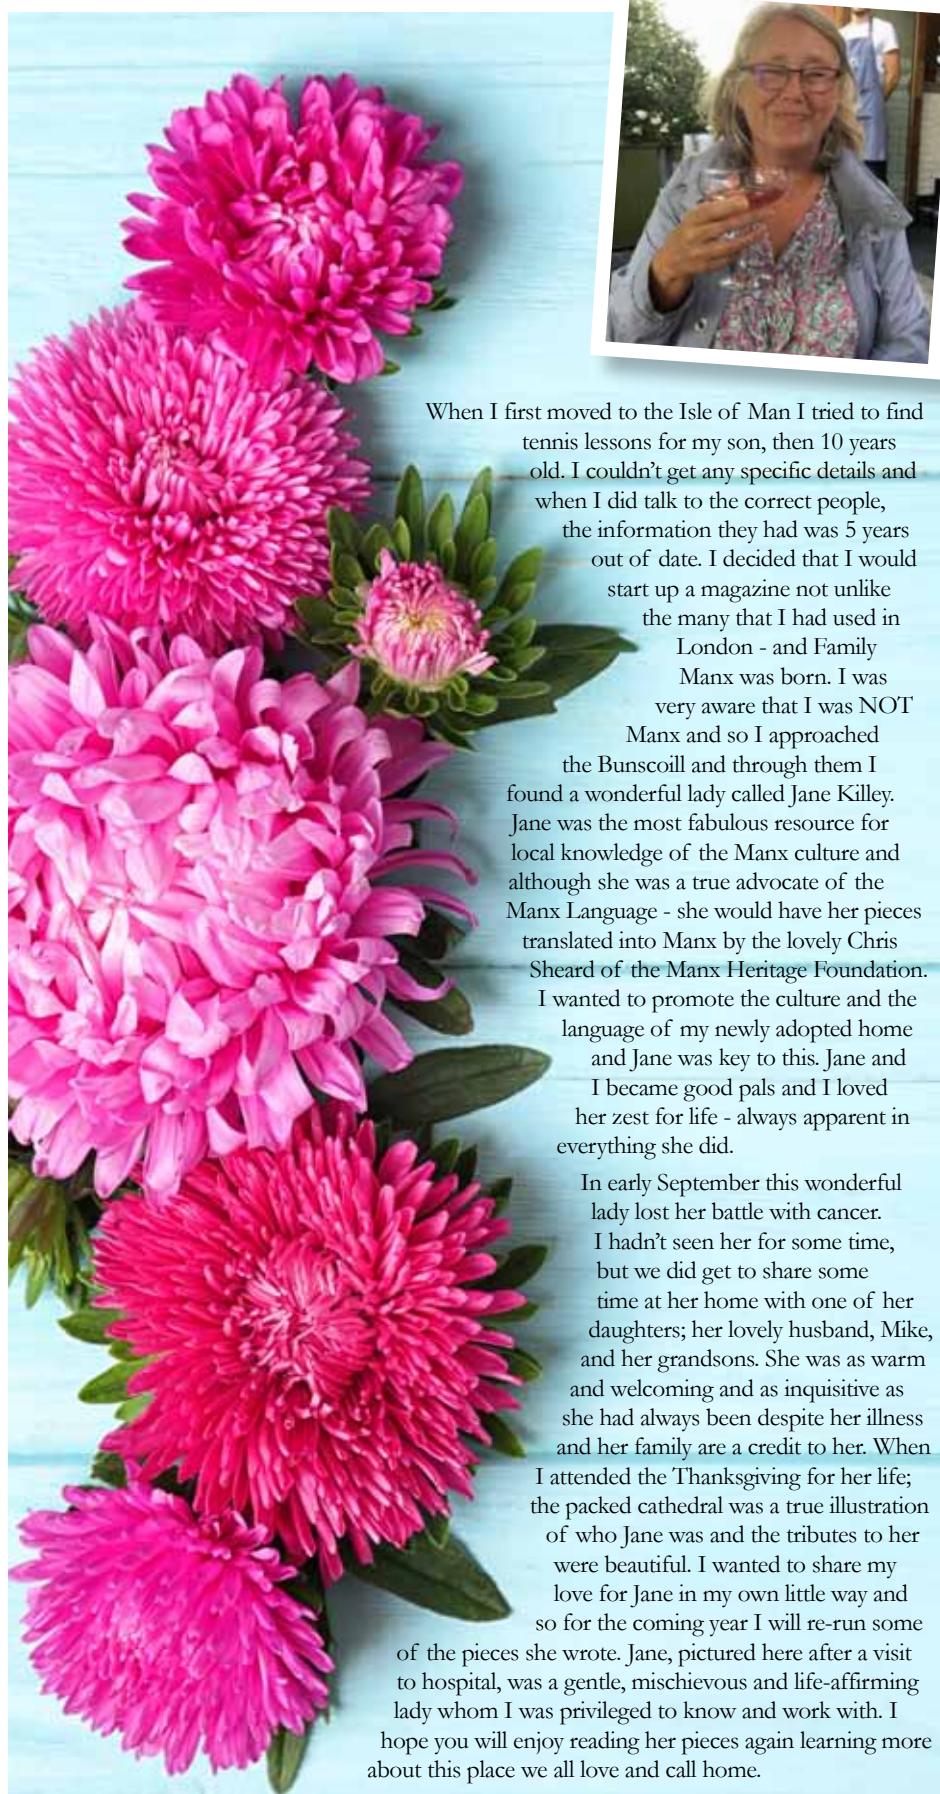 When I first moved to the Isle of Man I tried to find
tennis lessons for my son, then 10 years
old. I couldn’t get any specific details and
when I did talk to the correct people,
the information they had was 5 years
out of date. I decided that I would
start up a magazine not unlike
the many that I had used in
London - and Family
Manx was born. I was
very aware that I was NOT
Manx and so I approached
the Bunscoill and through them I
found a wonderful lady called Jane Killey.
Jane was the most fabulous resource for
local knowledge of the Manx culture and
although she was a true advocate of the
Manx Language - she would have her pieces
translated into Manx by the lovely Chris
Sheard of the Manx Heritage Foundation.
I wanted to promote the culture and the
language of my newly adopted home
and Jane was key to this. Jane and
I became good pals and I loved
her zest for life - always apparent in
everything she did.
In early September this wonderful
lady lost her battle with cancer.
I hadn’t seen her for some time,
but we did get to share some
time at her home with one of her
daughters; her lovely husband, Mike,
and her grandsons. She was as warm
and welcoming and as inquisitive as
she had always been despite her illness
and her family are a credit to her. When
I attended the Thanksgiving for her life;
the packed cathedral was a true illustration
of who Jane was and the tributes to her
were beautiful. I wanted to share my
love for Jane in my own little way and
so for the coming year I will re-run some
of the pieces she wrote. Jane, pictured here after a visit
to hospital, was a gentle, mischievous and life-affirming
lady whom I was privileged to know and work with. I
hope you will enjoy reading her pieces again learning more
about this place we all love and call home.